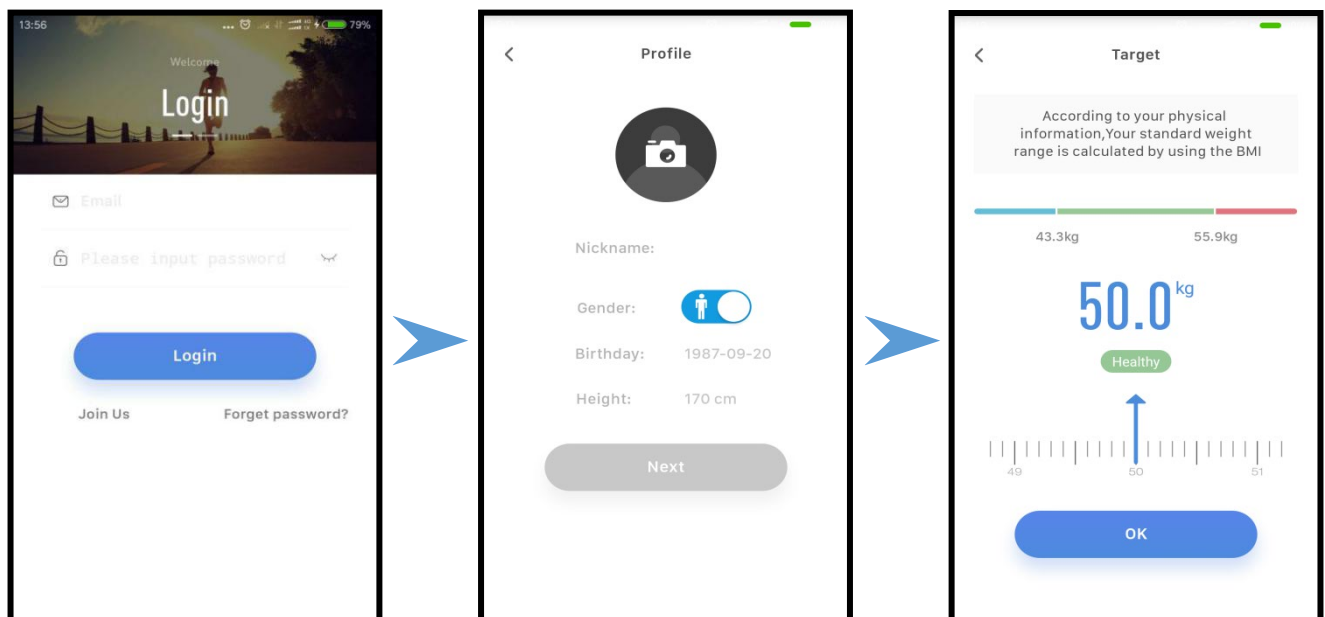 13:56
... 79%
Welcome
Login
Email
Please input password
Login
Join Us
Forget password?
Profile
Nickname:
Gender:
Birthday: 1987-09-20
Height: 170 cm
Next
Target
According to your physical
information,Your standard weight
range is calculated by using the BMI
43.3kg 55.9kg
50.0 kg
Healthy
49 50 51
OK